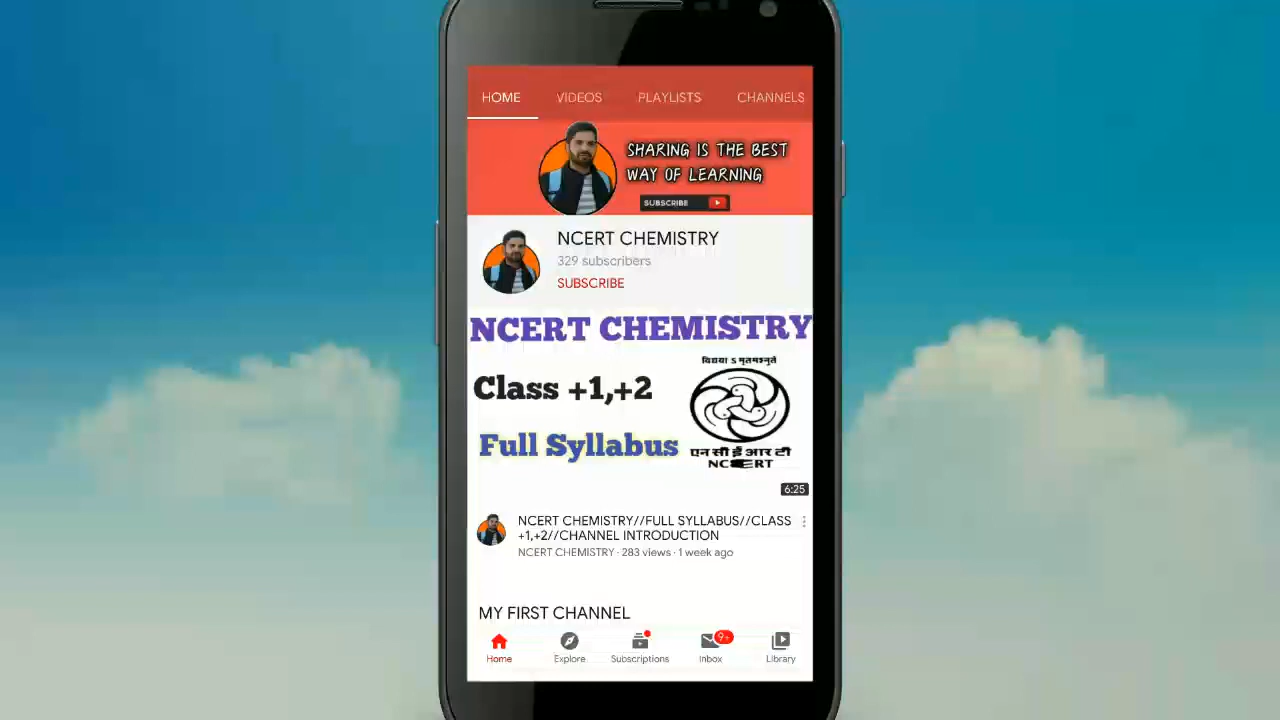 HOME VIDEOS PLAYLISTS CHANNELS
SHARING IS THE BEST
WAY OF LEARNING
SUBSCRIBE
NCERT CHEMISTRY
329 subscribers
SUBSCRIBE
NCERT CHEMISTRY
विद्यया ऽ मृतमश्नुते
Class +1,+2
Full Syllabus
एन सी ई आर टी
NCERT
6:25
NCERT CHEMISTRY//FULL SYLLABUS//CLASS
+1,+2//CHANNEL INTRODUCTION
NCERT CHEMISTRY · 283 views · 1 week ago
MY FIRST CHANNEL
9+
Home Explore Subscriptions Inbox Library